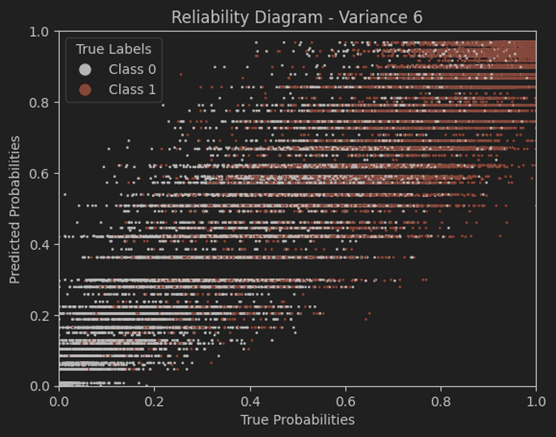 Reliability Diagram - Variance 6
1.0
0.8
0.6
0.4
0.2
0.0
Predicted Probabilities
True Labels
Class 0
Class 1
0.0 0.2 0.4 0.6 0.8 1.0
True Probabilities